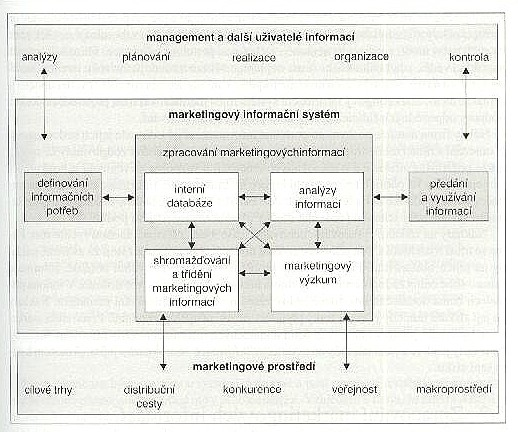 management a další uživatelé informací
analýzy plánování realizace organizace kontrola
marketingový informační systém
zpracování marketingovýchinformací
definování
informačních
potřeb
interní
databáze
analýzy
informací
předání
a využívání
informací
shromažďování
a třídění
marketingových
informací
marketingový
výzkum
marketingové prostředí
cílové trhy distribuční konkurence veřejnost makroprostředí
cesty